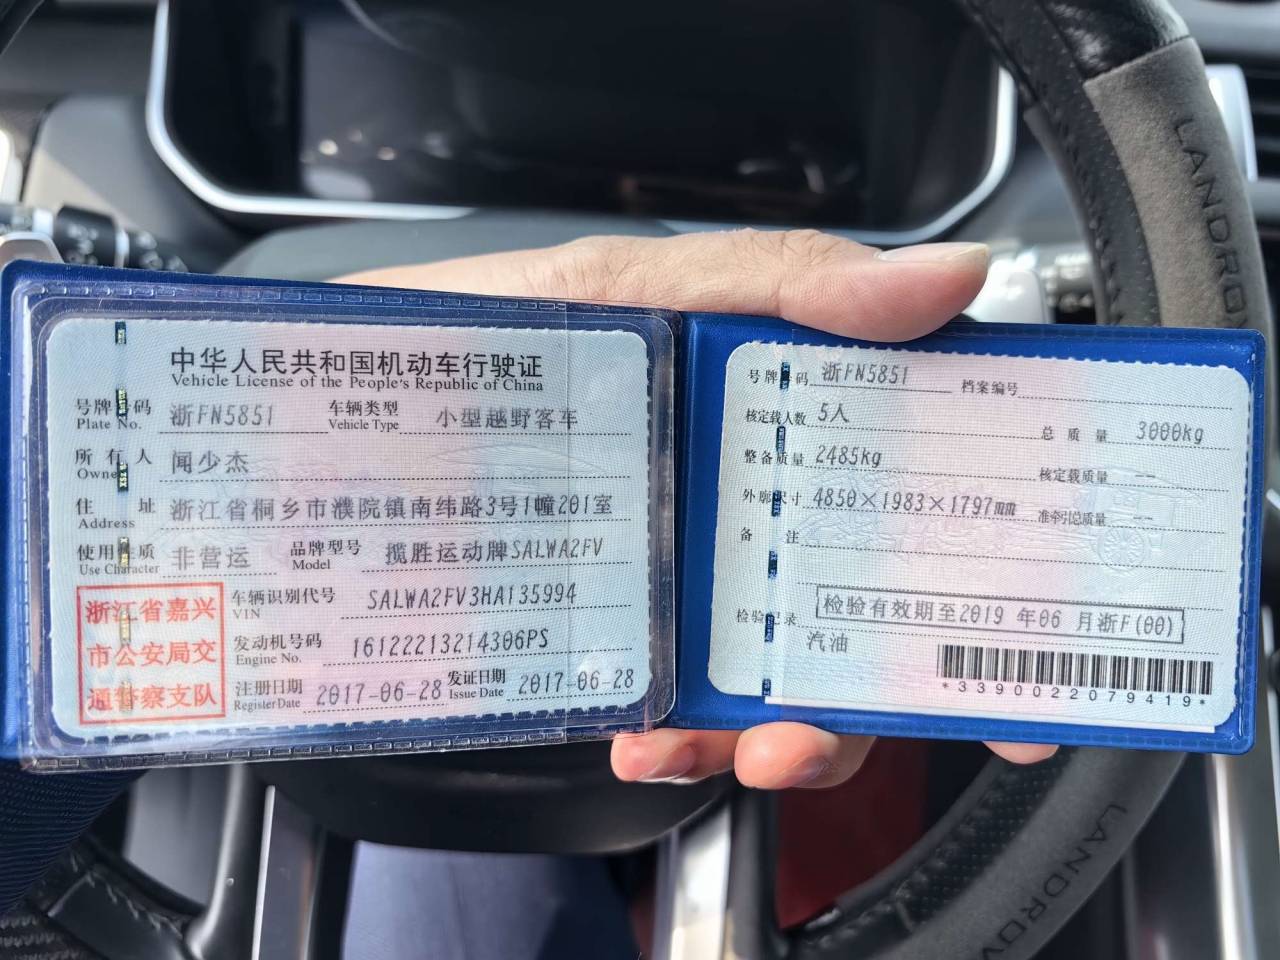 中华人民共和国机动车行驶证
Vehicle License of the People's Republic of China
号牌号码 浙FN5851 车辆类型 小型越野客车
Plate No. Vehicle Type
所有人 闻少杰
Owner
住址 浙江省桐乡市濮院镇南纬路3号1幢201室
Address
使用性质 非营运 品牌型号 揽胜运动牌SALWA2FV
Use Character Model
浙江省嘉兴
市公安局交
通警察支队
车辆识别代号 SALWA2FV3HA135994
VIN
发动机号码 16122213214306PS
Engine No.
注册日期 2017-06-28 发证日期 2017-06-28
Register Date Issue Date
号牌号码 浙FN5851 档案编号
核定载人数 5人 总质量 3000kg
整备质量 2485kg 核定载质量 --
外廓尺寸 4850×1983×1797mm 准牵引总质量 --
备注
检验记录 检验有效期至2019 年06 月浙F(00)
汽油
*3390022079419*
LANDROV
LANDROV